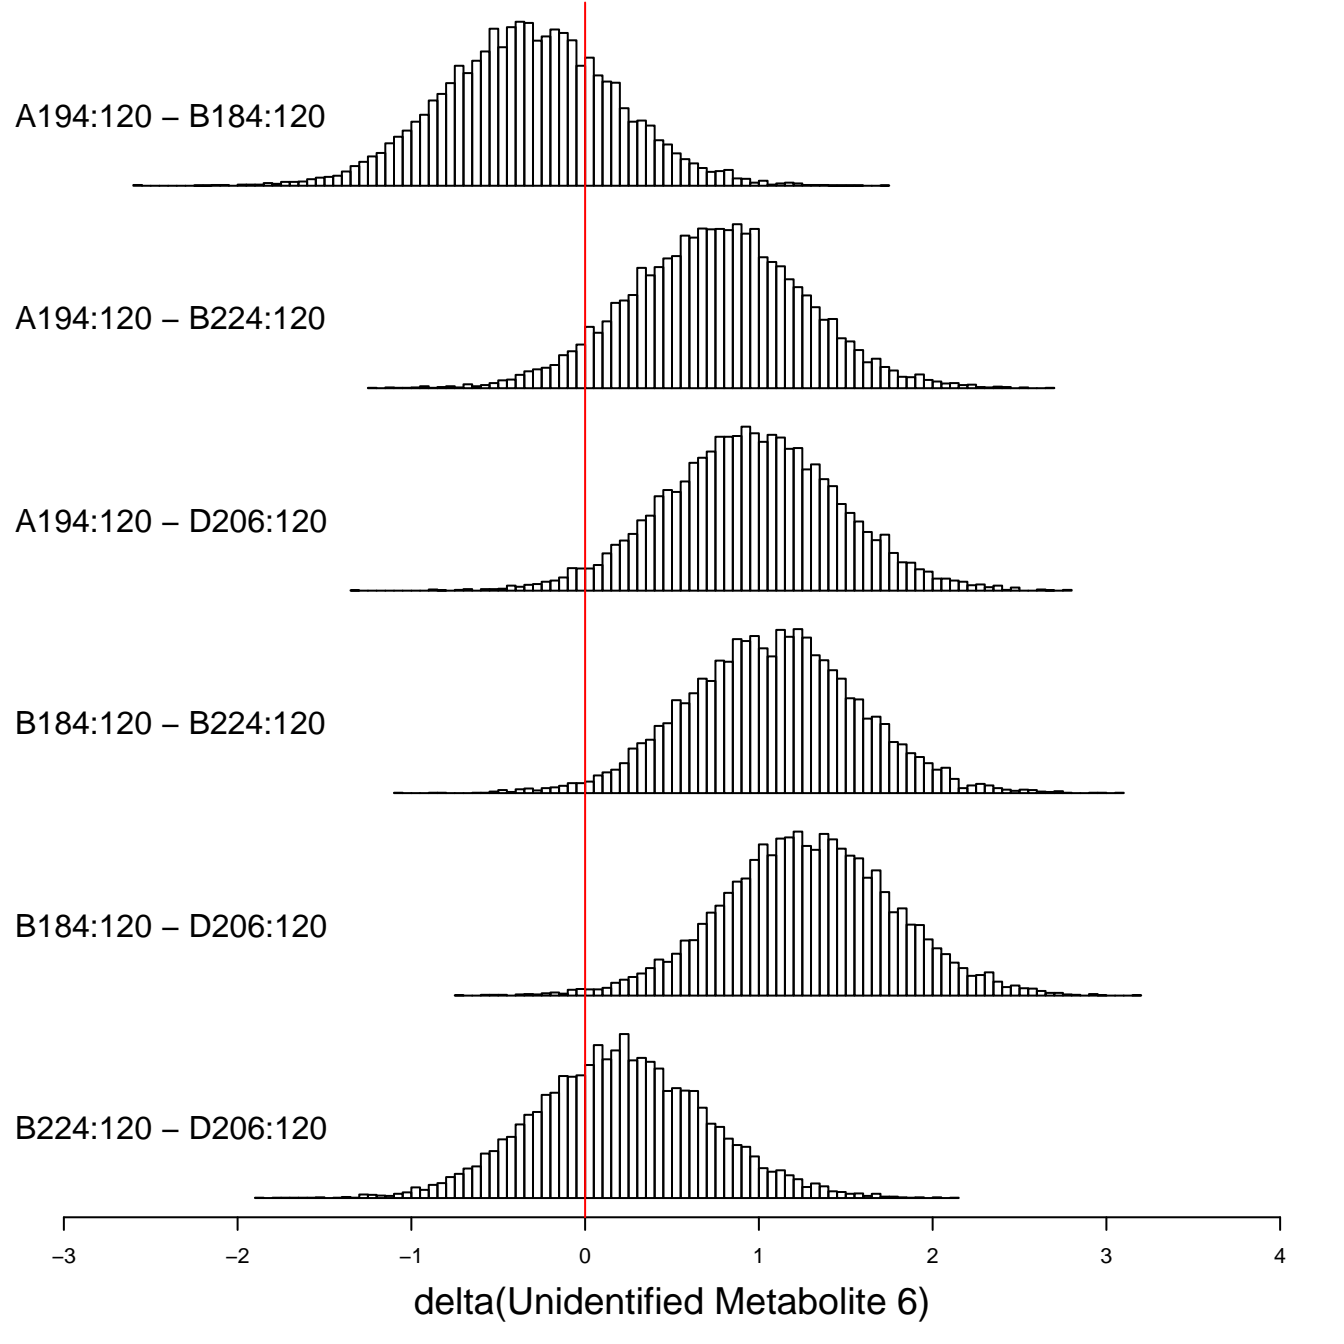 A194:120 – B184:120
A194:120 – B224:120
A194:120 – D206:120
B184:120 – B224:120
B184:120 – D206:120
B224:120 – D206:120
–3 –2 –1 0 1 2 3 4
delta(Unidentified Metabolite 6)